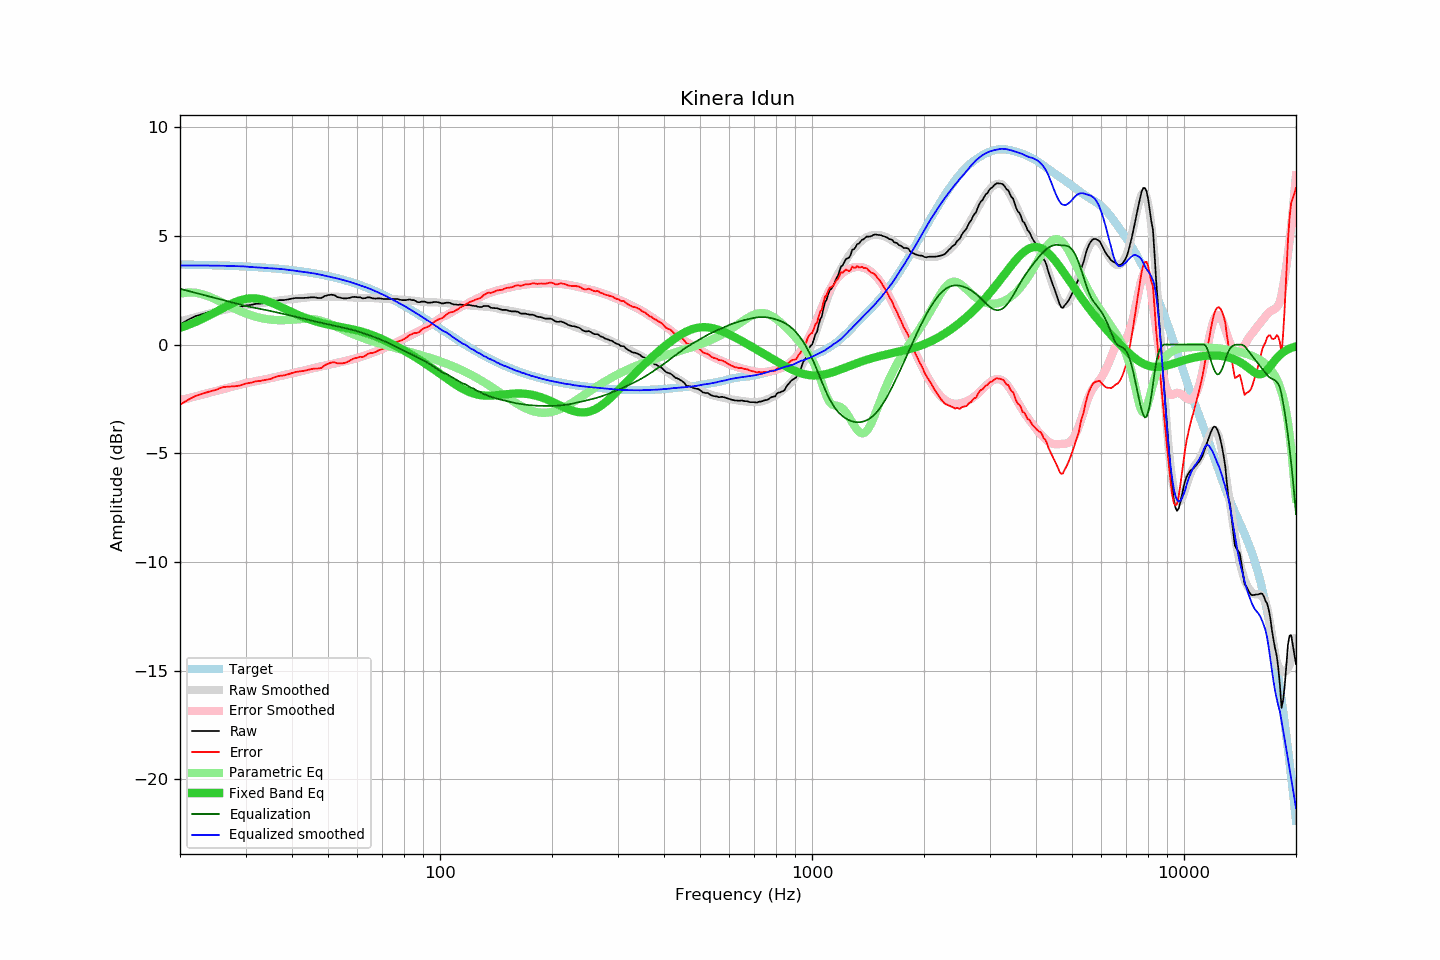 Kinera Idun
10
5
0
−5
−10
−15
−20
Amplitude (dBr)
Target
Raw Smoothed
Error Smoothed
Raw
Error
Parametric Eq
Fixed Band Eq
Equalization
Equalized smoothed
100
1000
10000
Frequency (Hz)